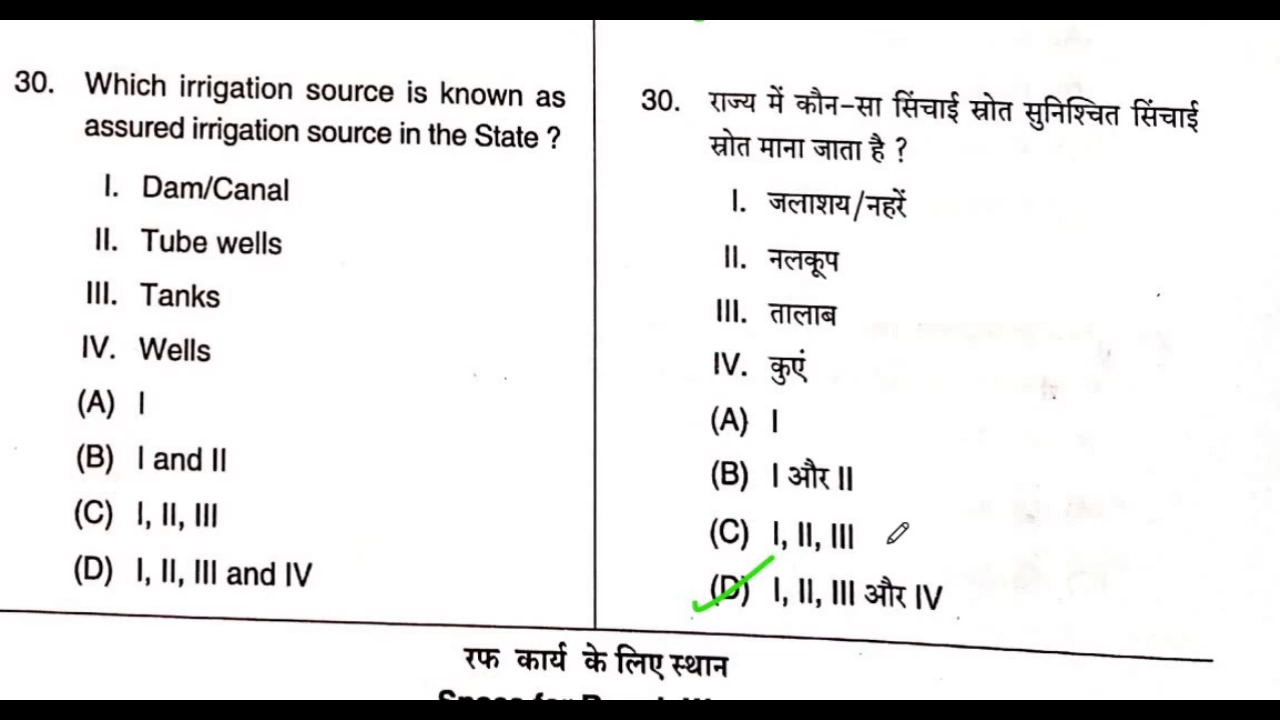 30. Which irrigation source is known as
assured irrigation source in the State ?
I. Dam/Canal
II. Tube wells
III. Tanks
IV. Wells
(A) I
(B) I and II
(C) I, II, III
(D) I, II, III and IV
30. राज्य में कौन-सा सिंचाई स्रोत सुनिश्चित सिंचाई
स्रोत माना जाता है ?
I. जलाशय/नहरें
II. नलकूप
III. तालाब
IV. कुएं
(A) I
(B) I और II
(C) I, II, III
(D) I, II, III और IV
रफ कार्य के लिए स्थान